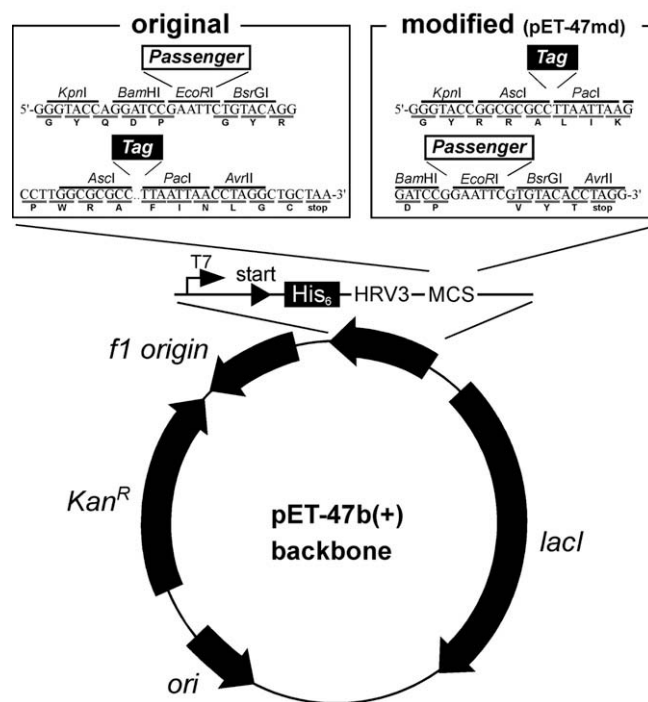 original
Passenger
KpnI BamHI EcoRI BsrGI
5'-GGGTACCAGGATCCGAATTCTGTACAGG
G Y Q D P G Y R
Tag
AscI PacI AvrII
CCTTGGCGCGCC..TTAATTAACCTAGGCTGCTAA-3'
P W R A F I N L G C stop
modified (pET-47md)
Tag
KpnI AscI PacI
5'-GGGTACCGGCGCGCCTTAATTAAG
G Y R R A L I K
Passenger
BamHI EcoRI BsrGI AvrII
GATCCGGAATTCGTGTACACCTAGG-3'
D P V Y T stop
T7
start
His6 HRV3 MCS
f1 origin
KanR
pET-47b(+)
backbone
lacI
ori